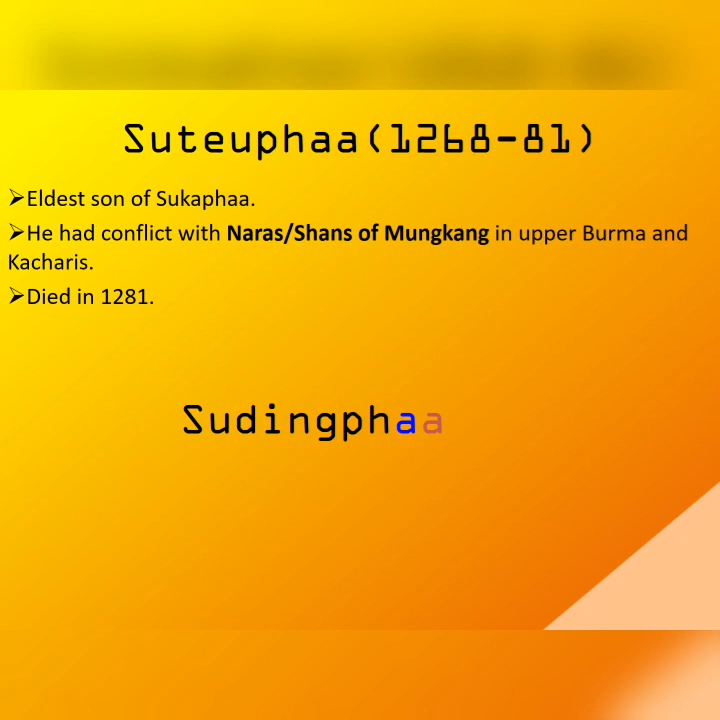 Suteuphaa(1268-81)
➢Eldest son of Sukaphaa.
➢He had conflict with Naras/Shans of Mungkang in upper Burma and
Kacharis.
➢Died in 1281.
Sudingphaa